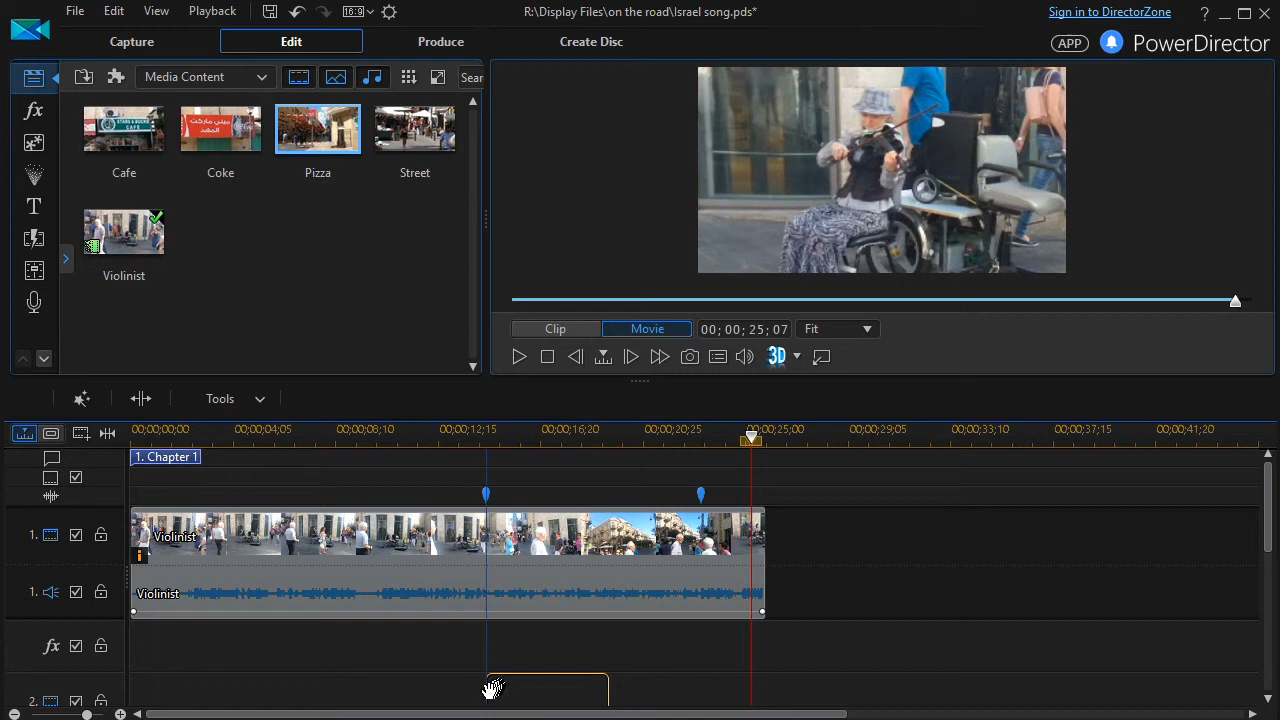 File Edit View Playback 16:9 R:\Display Files\on the road\Israel song.pds* Sign in to DirectorZone ?
Capture Edit Produce Create Disc APP PowerDirector
Media Content Sear
Cafe Coke Pizza Street
Violinist
Clip Movie 00; 00; 25; 07 Fit
3D
Tools
00;00;00;00 00;00;04;05 00;00;08;10 00;00;12;15 00;00;16;20 00;00;20;25 00;00;25;00 00;00;29;05 00;00;33;10 00;00;37;15 00;00;41;20
1. Chapter 1
1. Violinist
1. Violinist
fx
2.